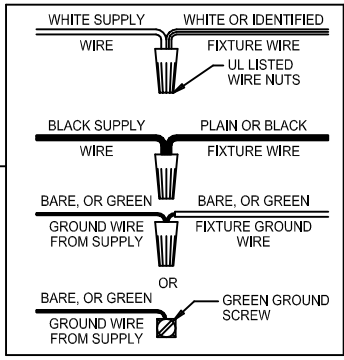 WHITE SUPPLY WHITE OR IDENTIFIED
WIRE FIXTURE WIRE
UL LISTED
WIRE NUTS
BLACK SUPPLY PLAIN OR BLACK
WIRE FIXTURE WIRE
BARE, OR GREEN BARE, OR GREEN
GROUND WIRE FIXTURE GROUND
FROM SUPPLY WIRE
OR
BARE, OR GREEN GREEN GROUND
GROUND WIRE SCREW
FROM SUPPLY